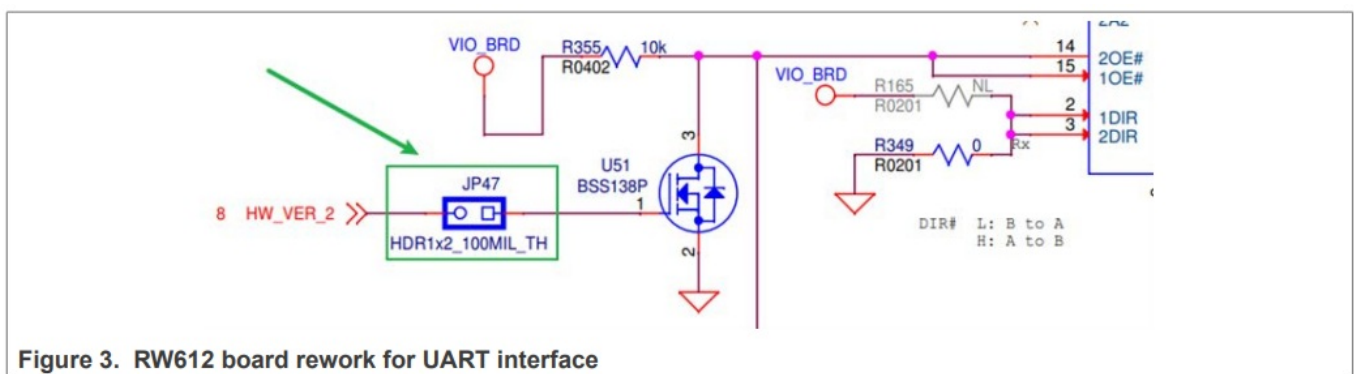 2A2
VIO_BRD
R355 10k
R0402
14 2OE#
15 1OE#
VIO_BRD
R165 NL
R0201
2 1DIR
3 2DIR
R349 0 Rx
R0201
3
U51
BSS138P
JP47
1
8 HW_VER_2
HDR1x2_100MIL_TH
2
DIR# L: B to A
H: A to B
Figure 3. RW612 board rework for UART interface